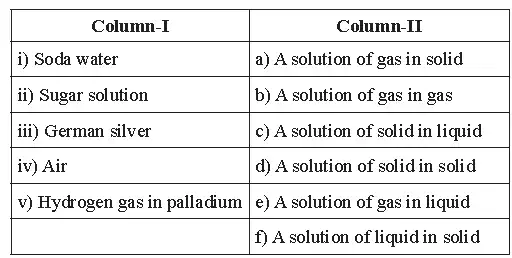 Column-I Column-II
i) Soda water a) A solution of gas in solid
ii) Sugar solution b) A solution of gas in gas
iii) German silver c) A solution of solid in liquid
iv) Air d) A solution of solid in solid
v) Hydrogen gas in palladium e) A solution of gas in liquid
f) A solution of liquid in solid